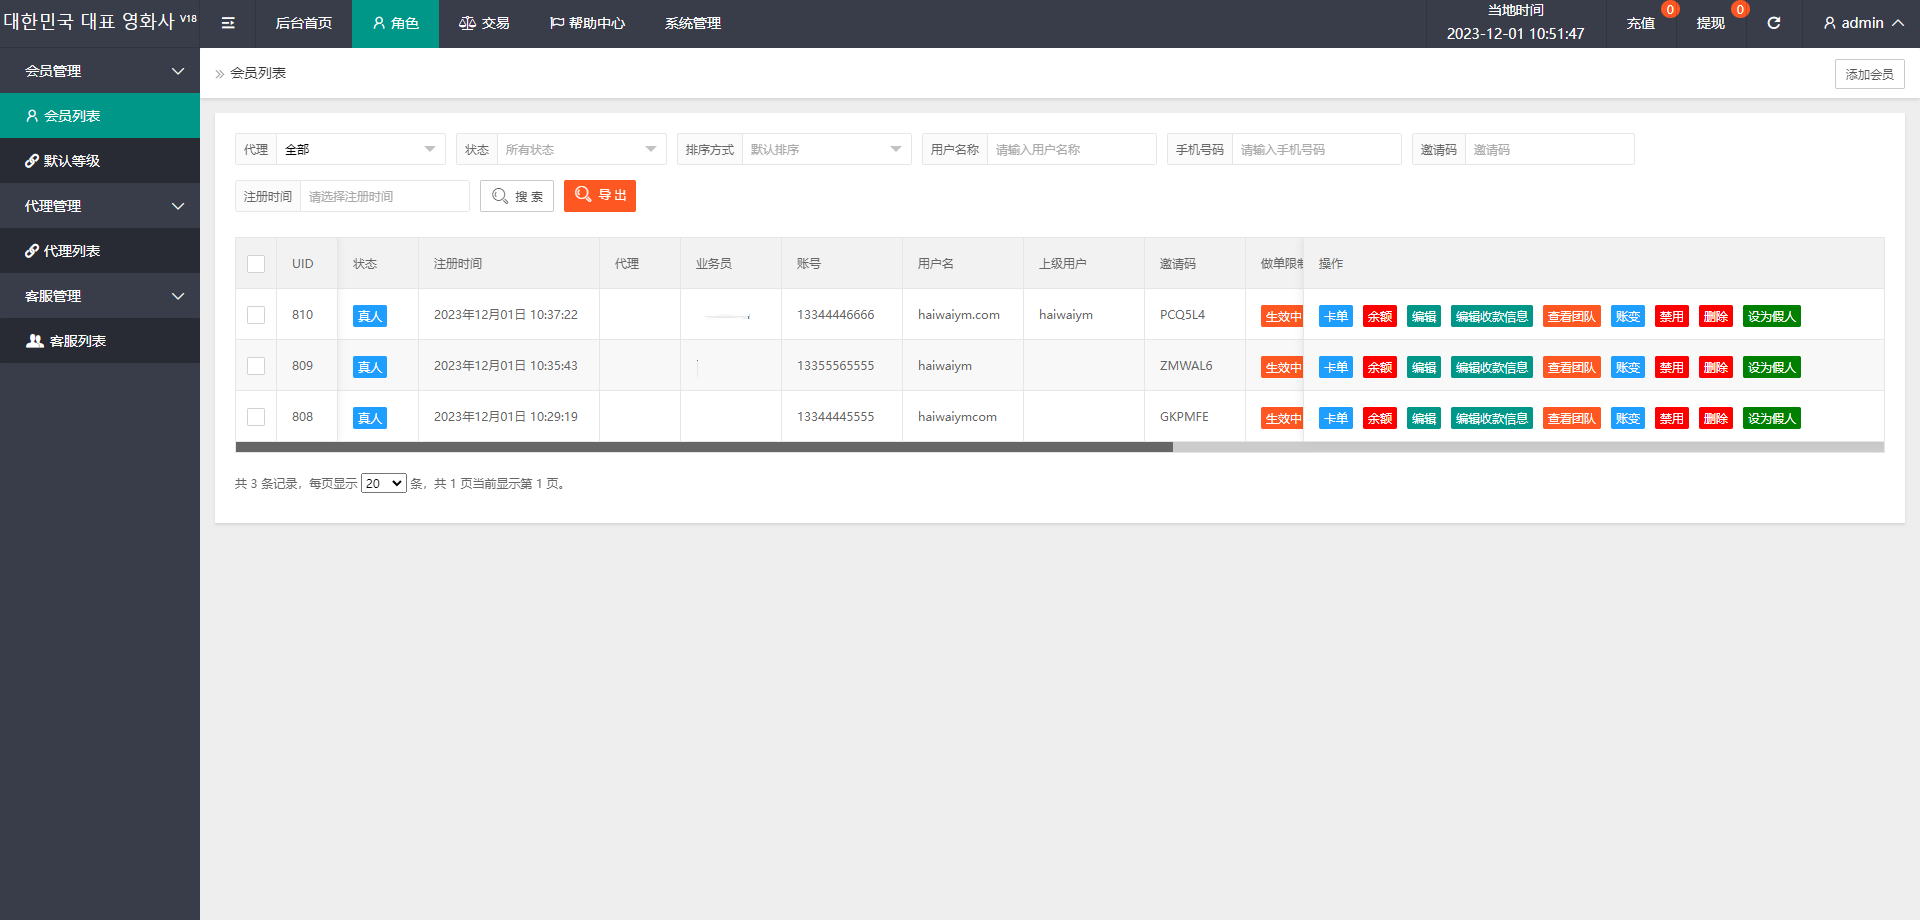 대한민국 대표 영화사 V18
后台首页
角色
交易
帮助中心
系统管理
当地时间
2023-12-01 10:51:47
充值 0
提现 0
admin
会员管理
会员列表
默认等级
代理管理
代理列表
客服管理
客服列表
会员列表
添加会员
代理 全部
状态 所有状态
排序方式 默认排序
用户名称 请输入用户名称
手机号码 请输入手机号码
邀请码 邀请码
注册时间 请选择注册时间
搜 索
导 出
UID 状态 注册时间 代理 业务员 账号 用户名 上级用户 邀请码 做单限制 操作
810 真人 2023年12月01日 10:37:22 13344446666 haiwaiym.com haiwaiym PCQ5L4 生效中 卡单 余额 编辑 编辑收款信息 查看团队 账变 禁用 删除 设为假人
809 真人 2023年12月01日 10:35:43 13355565555 haiwaiym ZMWAL6 生效中 卡单 余额 编辑 编辑收款信息 查看团队 账变 禁用 删除 设为假人
808 真人 2023年12月01日 10:29:19 13344445555 haiwaiymcom GKPMFE 生效中 卡单 余额 编辑 编辑收款信息 查看团队 账变 禁用 删除 设为假人
共 3 条记录，每页显示 20 条，共 1 页当前显示第 1 页。